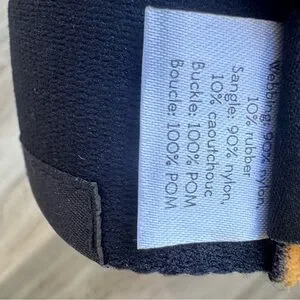 Webbing: 90% nylon,
10% rubber
Sangle: 90% nylon,
10% caoutchouc
Buckle: 100% POM
Boucle: 100% POM